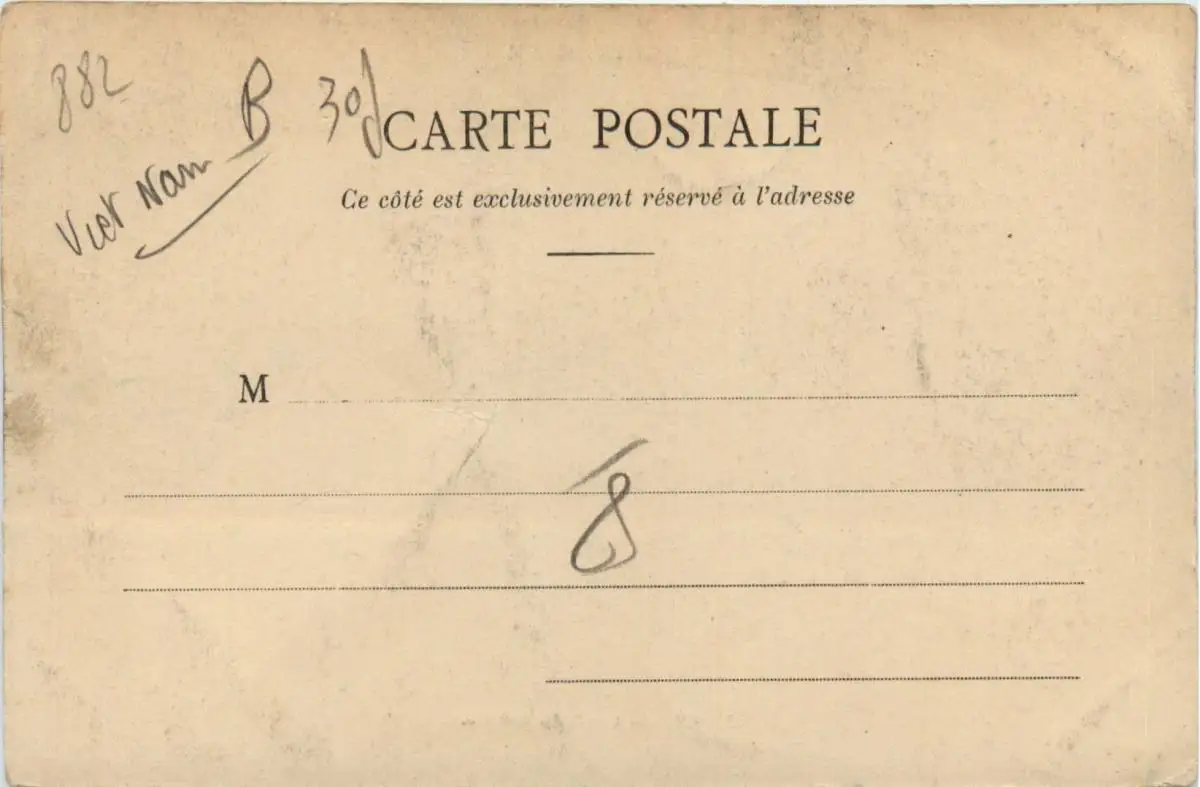 882
B
30
CARTE POSTALE
Viet Nam
Ce côté est exclusivement réservé à l'adresse
M
8